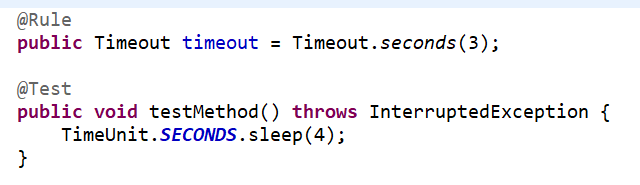 @Rule
public Timeout timeout = Timeout.seconds(3);
@Test
public void testMethod() throws InterruptedException {
TimeUnit.SECONDS.sleep(4);
}